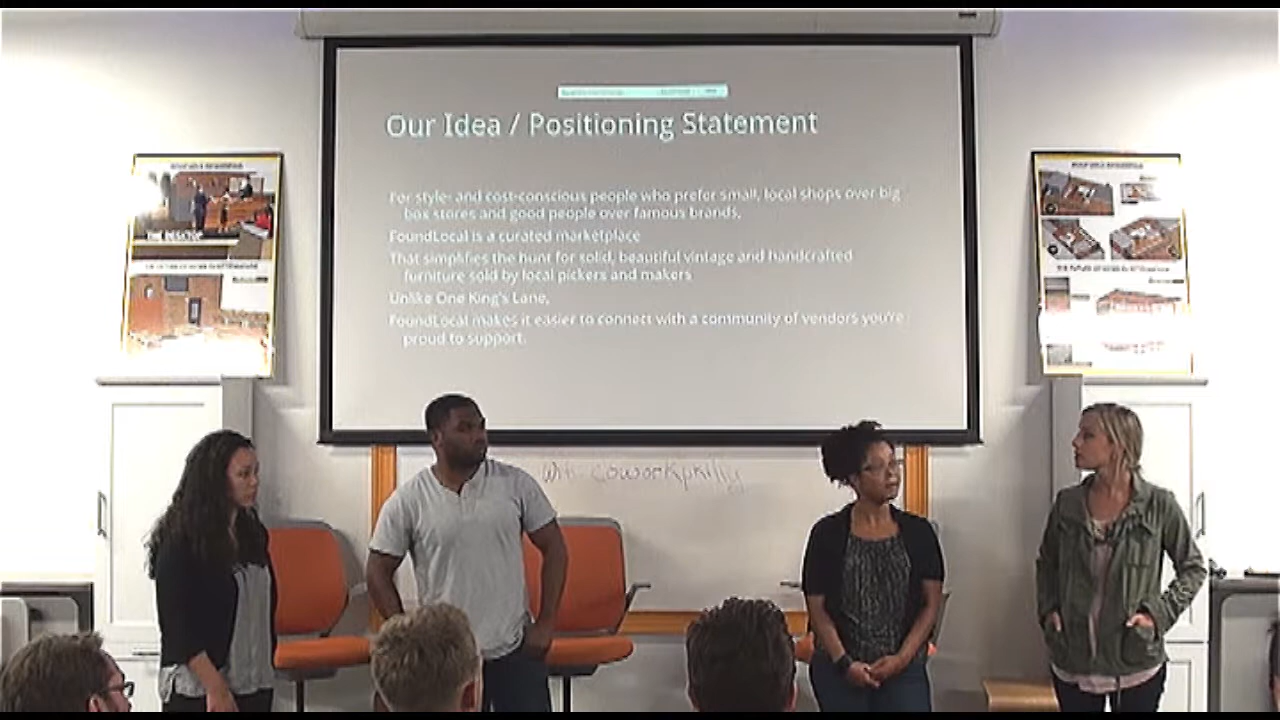 Our Idea / Positioning Statement
For style- and cost-conscious people who prefer small, local shops over big
box stores and good people over famous brands,
FoundLocal is a curated marketplace
That simplifies the hunt for solid, beautiful vintage and handcrafted
furniture sold by local pickers and makers
Unlike One King's Lane,
FoundLocal makes it easier to connect with a community of vendors you're
proud to support.
coworkphilly
THE DESKTOP